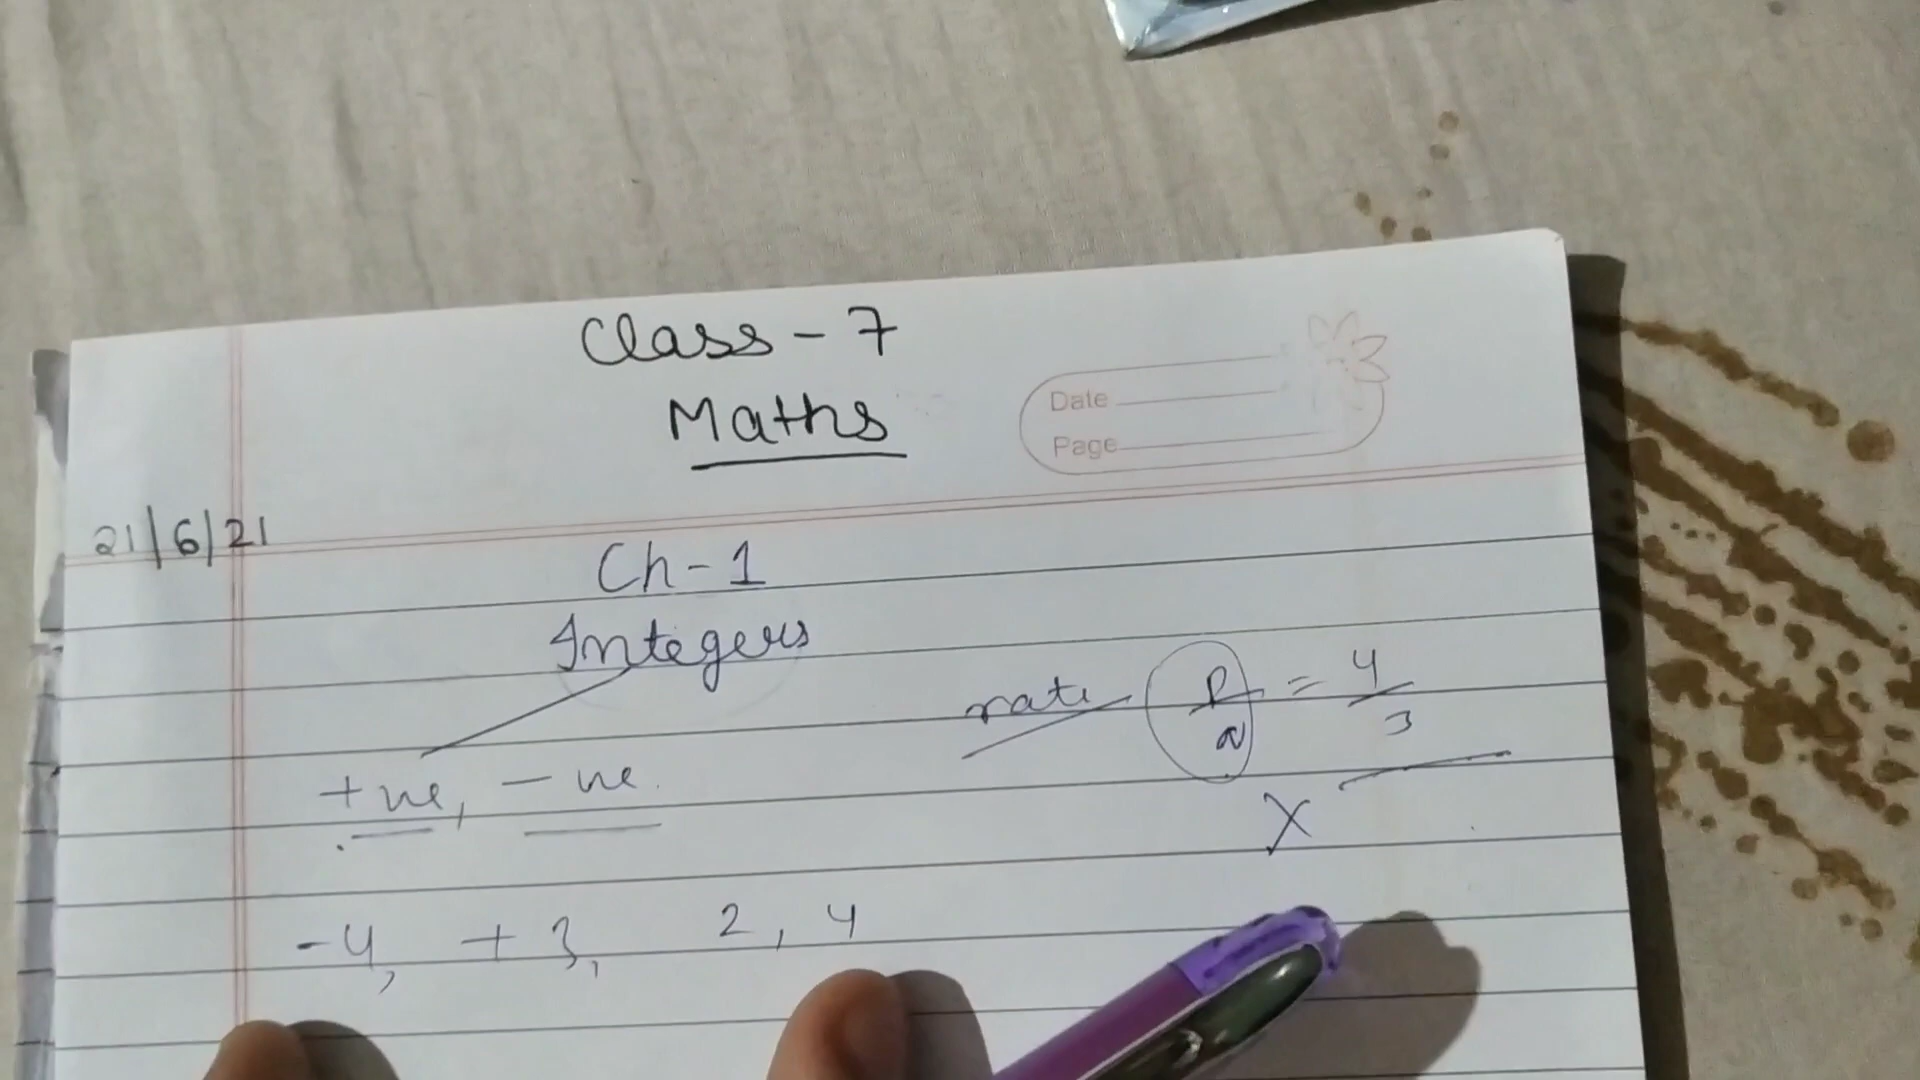 Class - 7
Maths
Date
Page
21/6/21
Ch - 1
Integers
rate P/q = 4/3
+ve, - ve
X
-4, + 3, 2, 4